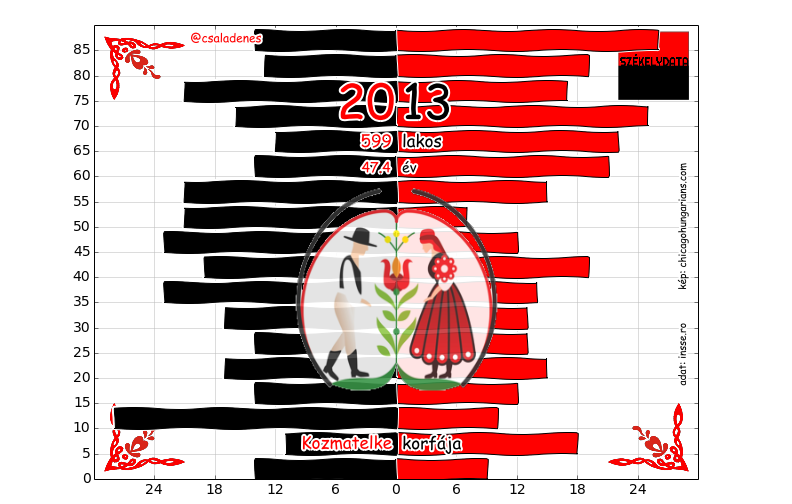 @csaladenes
SZÉKELYDATA
2013
599 lakos
47.4 év
kép: chicagohungarians.com
adat: insse.ro
Kozmatelke korfája
85
80
75
70
65
60
55
50
45
40
35
30
25
20
15
10
5
0
24 18 12 6 0 6 12 18 24